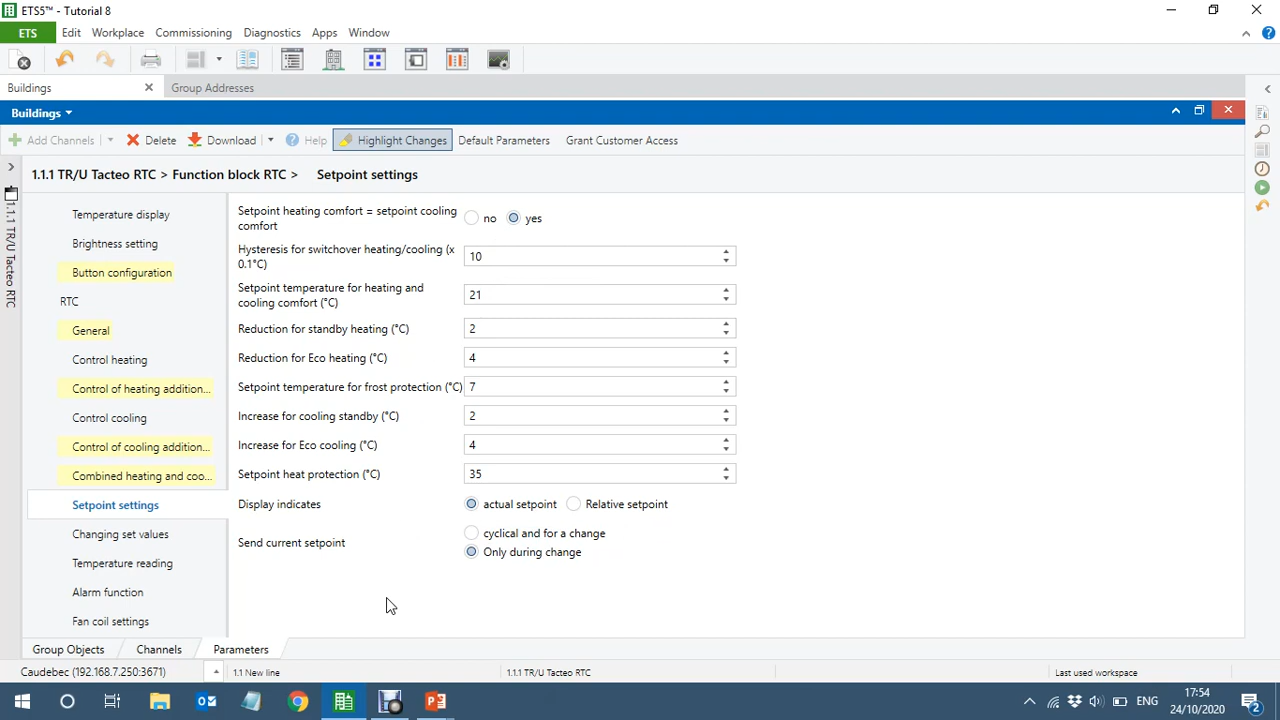 ETS5™ - Tutorial 8
ETS Edit Workplace Commissioning Diagnostics Apps Window
Buildings Group Addresses
Buildings
Add Channels Delete Download Help Highlight Changes Default Parameters Grant Customer Access
1.1.1 TR/U Tacteo RTC > Function block RTC > Setpoint settings
1.1.1 TR/U Tacteo RTC
Temperature display
Brightness setting
Button configuration
RTC
General
Control heating
Control of heating addition...
Control cooling
Control of cooling addition...
Combined heating and coo...
Setpoint settings
Changing set values
Temperature reading
Alarm function
Fan coil settings
Setpoint heating comfort = setpoint cooling
comfort
no yes
Hysteresis for switchover heating/cooling (x
0.1°C)
10
Setpoint temperature for heating and
cooling comfort (°C)
21
Reduction for standby heating (°C) 2
Reduction for Eco heating (°C) 4
Setpoint temperature for frost protection (°C) 7
Increase for cooling standby (°C) 2
Increase for Eco cooling (°C) 4
Setpoint heat protection (°C) 35
Display indicates actual setpoint Relative setpoint
Send current setpoint
cyclical and for a change
Only during change
Group Objects Channels Parameters
Caudebec (192.168.7.250:3671) 1.1 New line 1.1.1 TR/U Tacteo RTC Last used workspace
ENG
17:54
24/10/2020
2